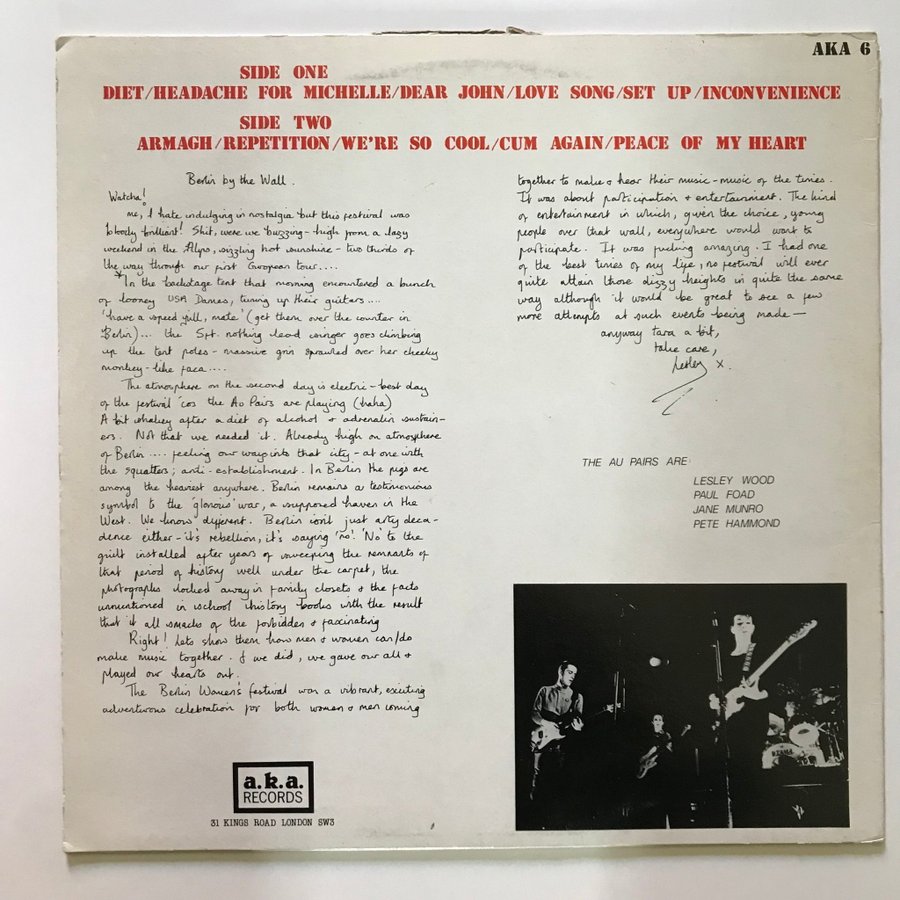 AKA 6
SIDE ONE
DIET/HEADACHE FOR MICHELLE/DEAR JOHN/LOVE SONG/SET UP/INCONVENIENCE
SIDE TWO
ARMAGH/REPETITION/WE'RE SO COOL/CUM AGAIN/PEACE OF MY HEART
Berlin by the Wall.
Watcha!
me, I hate indulging in nostalgia but this festival was
bloody brilliant! Shit, were we buzzing - high from a lazy
weekend in the Alps, sizzling hot sunshine - two thirds of
the way through our first European tour....
*In the backstage tent that morning encountered a bunch
of looney USA Dames, tuning up their guitars....
'have a speed pill, mate' (get them over the counter in
Berlin)... the 5ft. nothing lead singer goes climbing
up the tent poles - massive grin sprawled over her cheeky
monkey-like face....
The atmosphere on the second day is electric - best day
of the festival 'cos the Au Pairs are playing (haha)
A bit shakey after a diet of alcohol & adrenalin sustain-
ers. Not that we needed it. Already high on atmosphere
of Berlin.... feeling our way into that city - at one with
the squatters; anti-establishment. In Berlin the pigs are
among the heaviest anywhere. Berlin remains a testimonious
symbol to the 'glorious' war, a supposed haven in the
West. We know different. Berlin isn't just arty deca-
dence either - it's rebellion, it's saying 'no'. 'No' to the
guilt installed after years of sweeping the remnants of
that period of history well under the carpet, the
photographs locked away in family closets & the facts
unmentioned in school history books with the result
that it all smacks of the forbidden & fascinating
Right! Lets show them how men & women can/do
make music together. & we did, we gave our all &
played our hearts out.
The Berlin Women's festival was a vibrant, exciting
adventurous celebration for both women & men coming
together to make & hear their music - music of the times.
It was about participation & entertainment. The kind
of entertainment in which, given the choice, young
people over that wall, everywhere would want to
participate. It was fucking amazing. I had one
of the best times of my life, no festival will ever
quite attain those dizzy heights in quite the same
way although it would be great to see a few
more attempts at such events being made -
anyway tara a bit,
take care,
Lesley x.
THE AU PAIRS ARE:
LESLEY WOOD
PAUL FOAD
JANE MUNRO
PETE HAMMOND
TAMA
a.k.a.
RECORDS
31 KINGS ROAD LONDON SW3